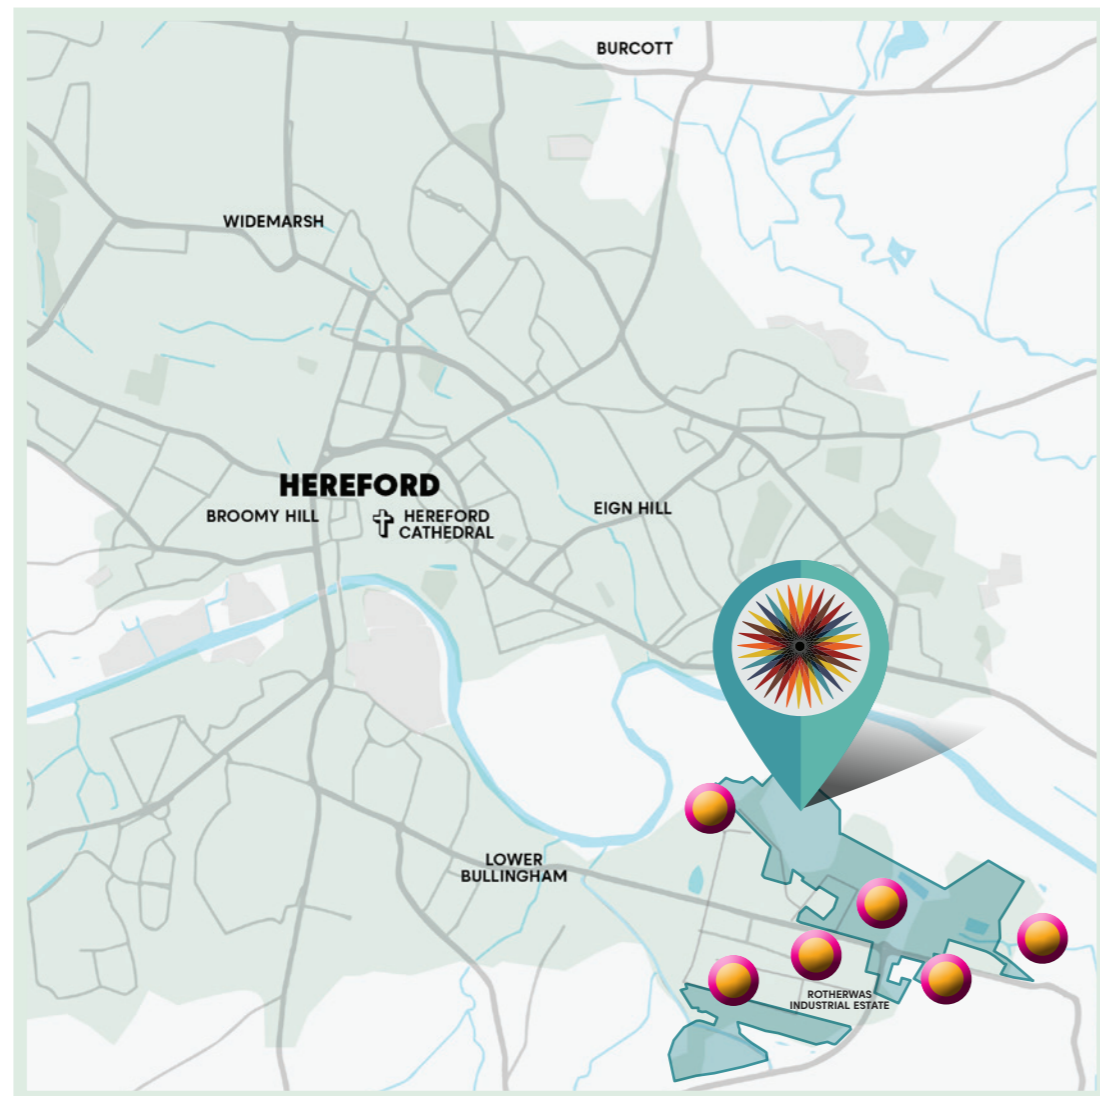 BURCOTT
WIDEMARSH
HEREFORD
BROOMY HILL
HEREFORD
CATHEDRAL
EIGN HILL
LOWER
BULLINGHAM
ROTHERWAS
INDUSTRIAL ESTATE